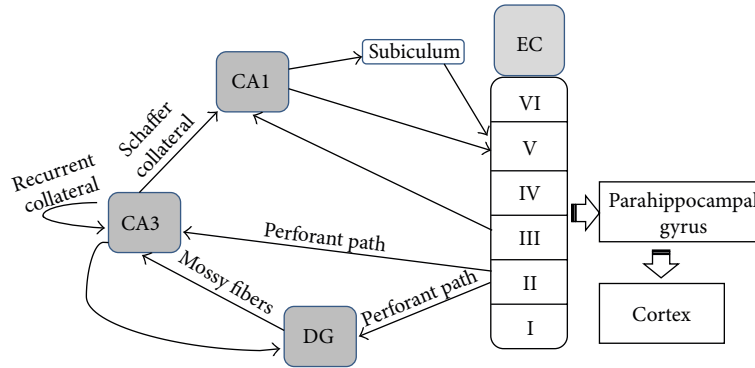 Subiculum
EC
CA1
VI
V
IV
III
II
I
Schaffer
collateral
Recurrent
collateral
CA3
Perforant path
Mossy fibers
Perforant path
DG
Parahippocampal
gyrus
Cortex